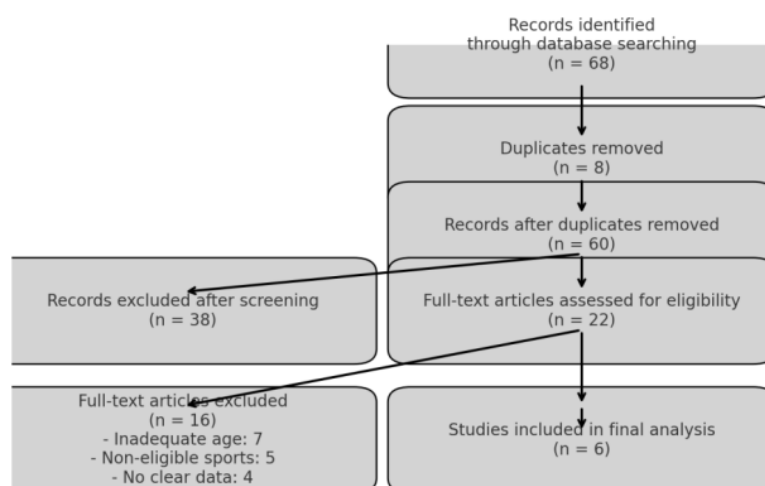 Records identified
through database searching
(n = 68)
Duplicates removed
(n = 8)
Records after duplicates removed
(n = 60)
Records excluded after screening
(n = 38)
Full-text articles assessed for eligibility
(n = 22)
Full-text articles excluded
(n = 16)
- Inadequate age: 7
- Non-eligible sports: 5
- No clear data: 4
Studies included in final analysis
(n = 6)